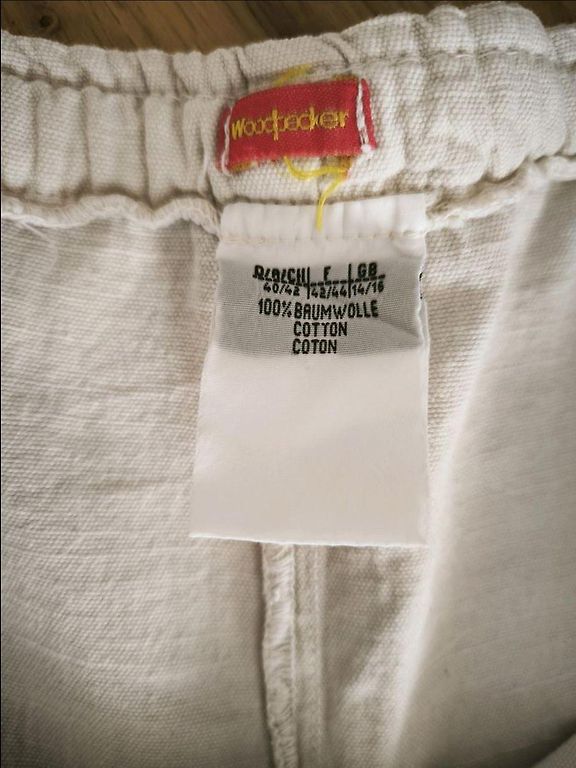 Woodpecker
D/A/CH | F | GB
40/42 | 42/44 | 14/16
100% BAUMWOLLE
COTTON
COTON